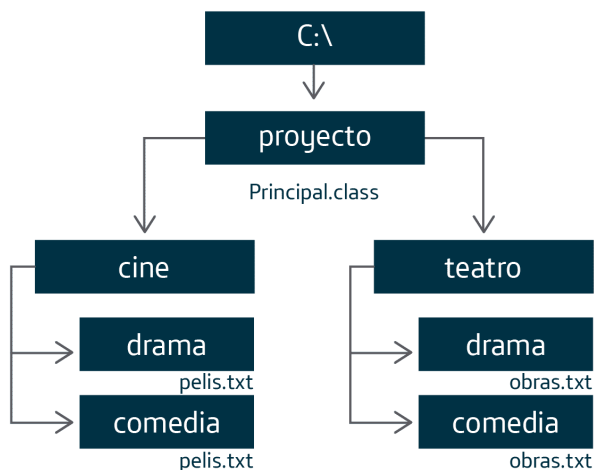 C:\
proyecto
Principal.class
cine
drama
pelis.txt
comedia
pelis.txt
teatro
drama
obras.txt
comedia
obras.txt